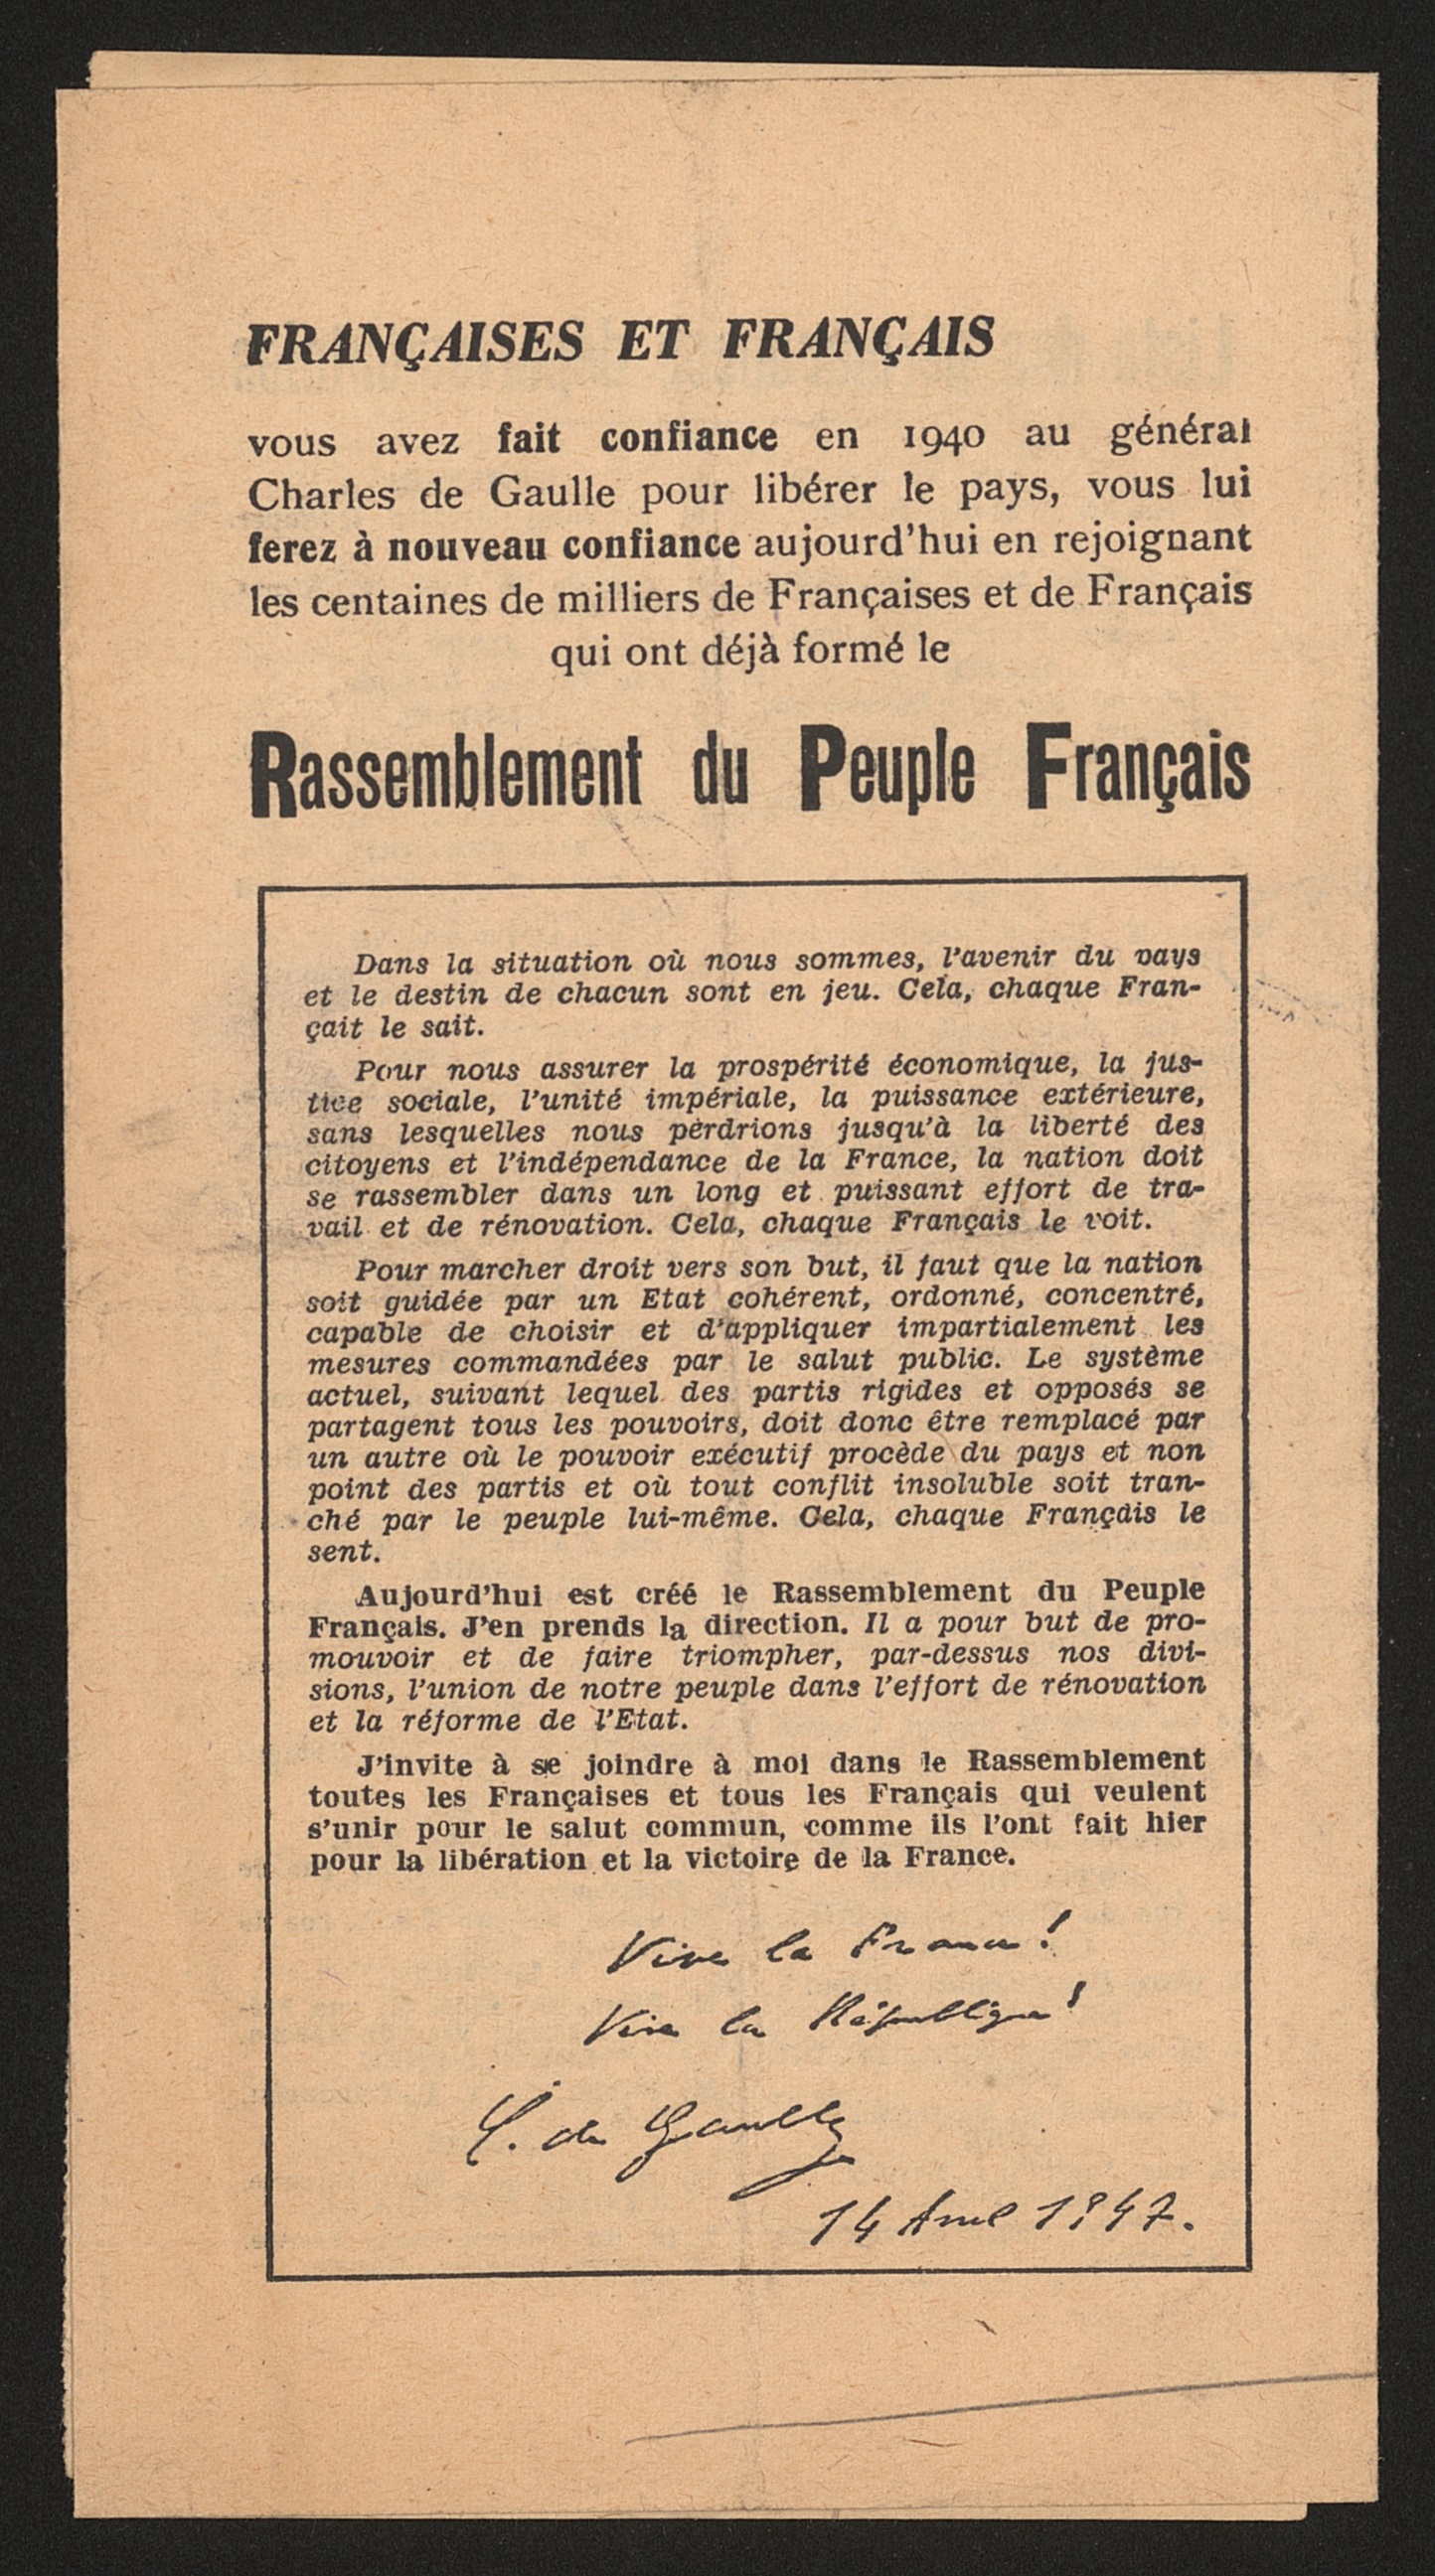 FRANÇAISES ET FRANÇAIS
vous avez fait confiance en 1940 au général
Charles de Gaulle pour libérer le pays, vous lui
ferez à nouveau confiance aujourd'hui en rejoignant
les centaines de milliers de Françaises et de Français
qui ont déjà formé le
Rassemblement du Peuple Français
Dans la situation où nous sommes, l'avenir du pays
et le destin de chacun sont en jeu. Cela, chaque Fran-
çait le sait.
Pour nous assurer la prospérité économique, la jus-
tice sociale, l'unité impériale, la puissance extérieure,
sans lesquelles nous perdrions jusqu'à la liberté des
citoyens et l'indépendance de la France, la nation doit
se rassembler dans un long et puissant effort de tra-
vail et de rénovation. Cela, chaque Français le voit.
Pour marcher droit vers son but, il faut que la nation
soit guidée par un Etat cohérent, ordonné, concentré,
capable de choisir et d'appliquer impartialement les
mesures commandées par le salut public. Le système
actuel, suivant lequel des partis rigides et opposés se
partagent tous les pouvoirs, doit donc être remplacé par
un autre où le pouvoir exécutif procède du pays et non
point des partis et où tout conflit insoluble soit tran-
ché par le peuple lui-même. Cela, chaque Français le
sent.
Aujourd'hui est créé le Rassemblement du Peuple
Français. J'en prends la direction. Il a pour but de pro-
mouvoir et de faire triompher, par-dessus nos divi-
sions, l'union de notre peuple dans l'effort de rénovation
et la réforme de l'Etat.
J'invite à se joindre à moi dans le Rassemblement
toutes les Françaises et tous les Français qui veulent
s'unir pour le salut commun, comme ils l'ont fait hier
pour la libération et la victoire de la France.
Vive la France !
Vive la République !
C. de Gaulle
14 Avril 1947.